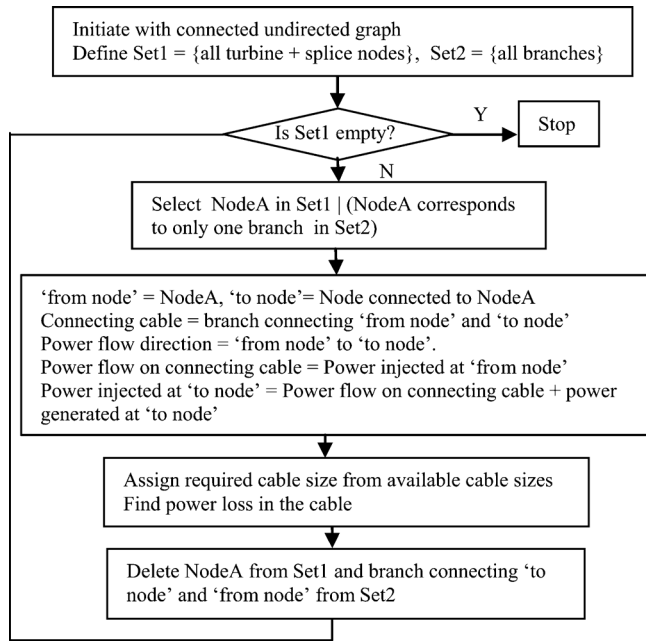 Initiate with connected undirected graph
Define Set1 = {all turbine + splice nodes}, Set2 = {all branches}
Is Set1 empty?
Y
Stop
N
Select NodeA in Set1 | (NodeA corresponds
to only one branch in Set2)
‘from node’ = NodeA, ‘to node’= Node connected to NodeA
Connecting cable = branch connecting ‘from node’ and ‘to node’
Power flow direction = ‘from node’ to ‘to node’.
Power flow on connecting cable = Power injected at ‘from node’
Power injected at ‘to node’ = Power flow on connecting cable + power
generated at ‘to node’
Assign required cable size from available cable sizes
Find power loss in the cable
Delete NodeA from Set1 and branch connecting ‘to
node’ and ‘from node’ from Set2